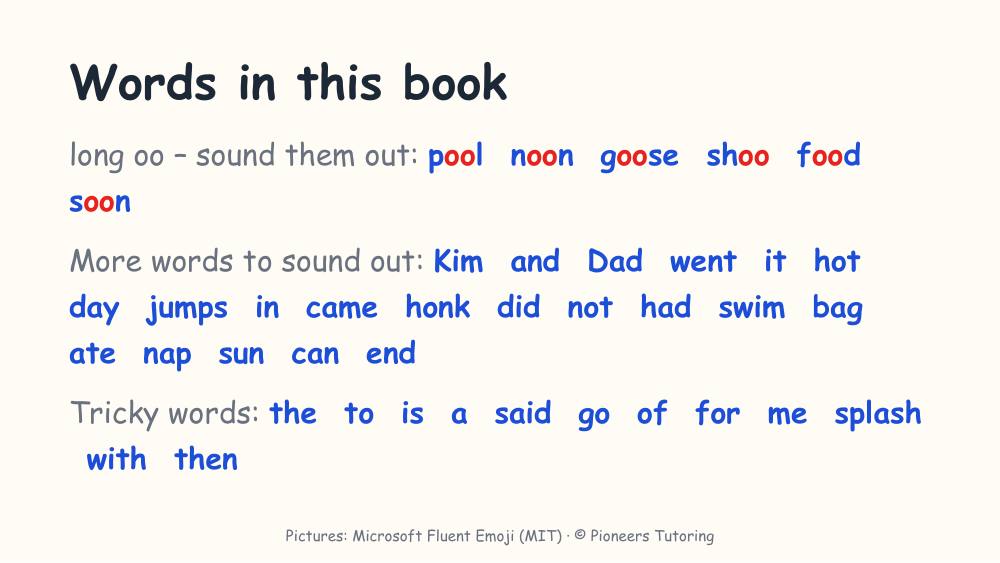 Words in this book
long oo – sound them out: pool noon goose shoo food
soon
More words to sound out: Kim and Dad went it hot
day jumps in came honk did not had swim bag
ate nap sun can end
Tricky words: the to is a said go of for me splash
with then
Pictures: Microsoft Fluent Emoji (MIT) · © Pioneers Tutoring